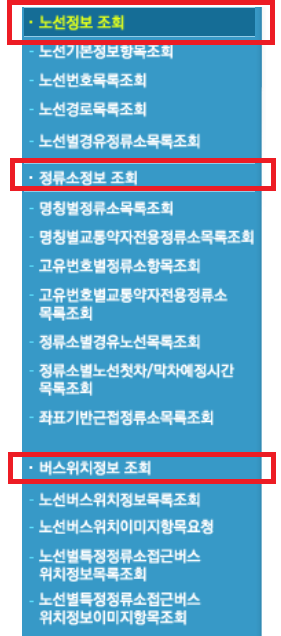 · 노선정보 조회
- 노선기본정보항목조회
- 노선번호목록조회
- 노선경로목록조회
- 노선별경유정류소목록조회
· 정류소정보 조회
- 명칭별정류소목록조회
- 명칭별교통약자전용정류소목록조회
- 고유번호별정류소항목조회
- 고유번호별교통약자전용정류소
목록조회
- 정류소별경유노선목록조회
- 정류소별노선첫차/막차예정시간
목록조회
- 좌표기반근접정류소목록조회
· 버스위치정보 조회
- 노선버스위치정보목록조회
- 노선버스위치이미지항목요청
- 노선별특정정류소접근버스
위치정보목록조회
- 노선별특정정류소접근버스
위치정보이미지항목조회